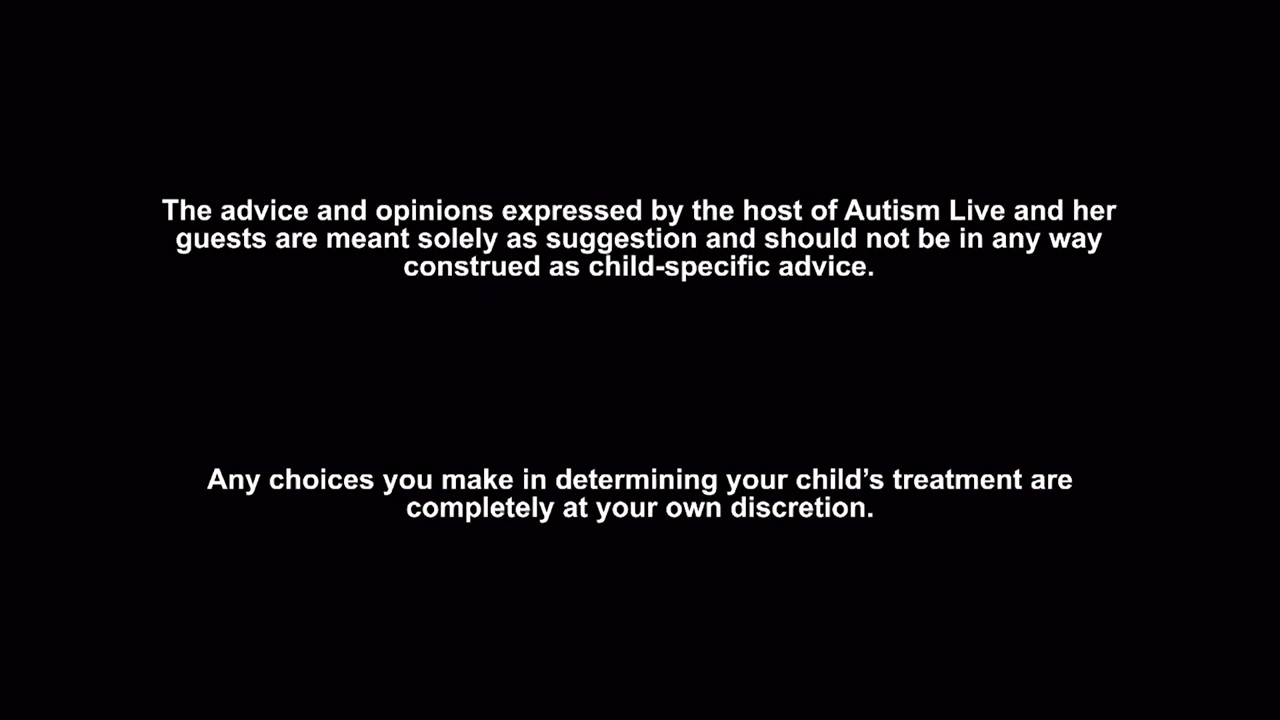 The advice and opinions expressed by the host of Autism Live and her
guests are meant solely as suggestion and should not be in any way
construed as child-specific advice.
Any choices you make in determining your child’s treatment are
completely at your own discretion.